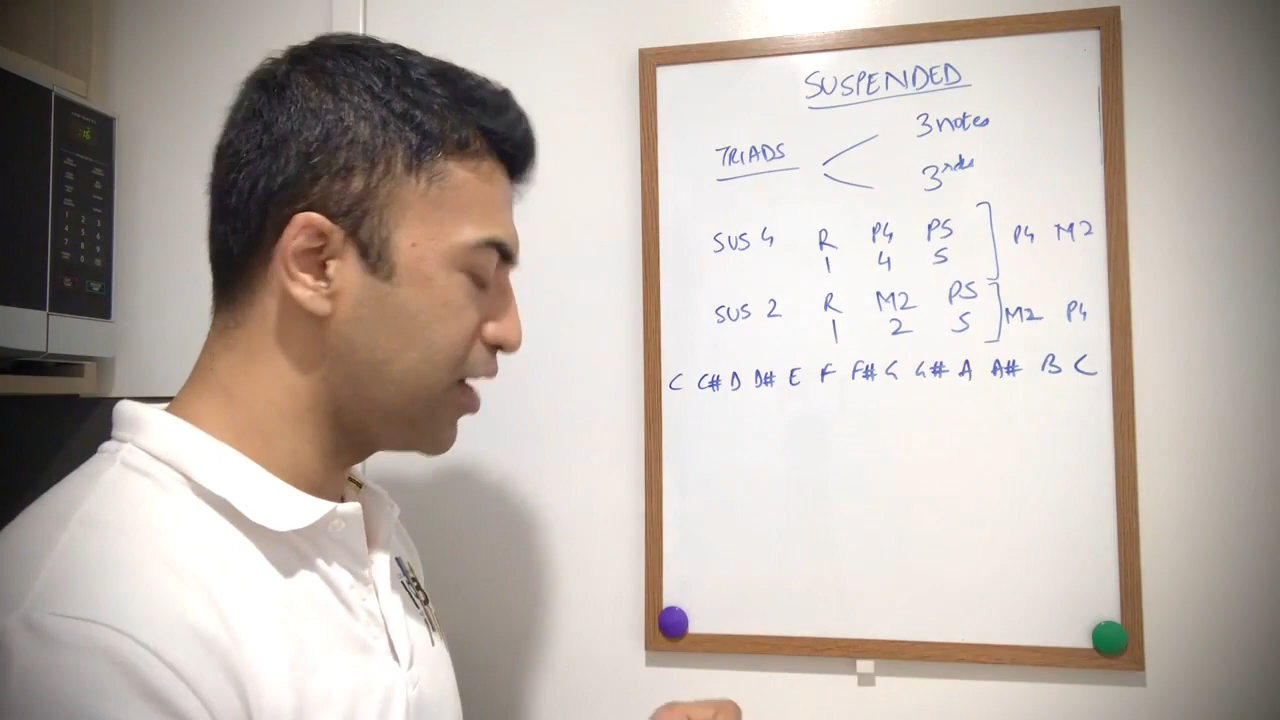 SUSPENDED
3 notes
TRIADS
3rds
SUS 4 R P4 P5 P4 M2
1 4 5
SUS 2 R M2 P5 M2 P4
1 2 5
C C# D D# E F F# G G# A A# B C